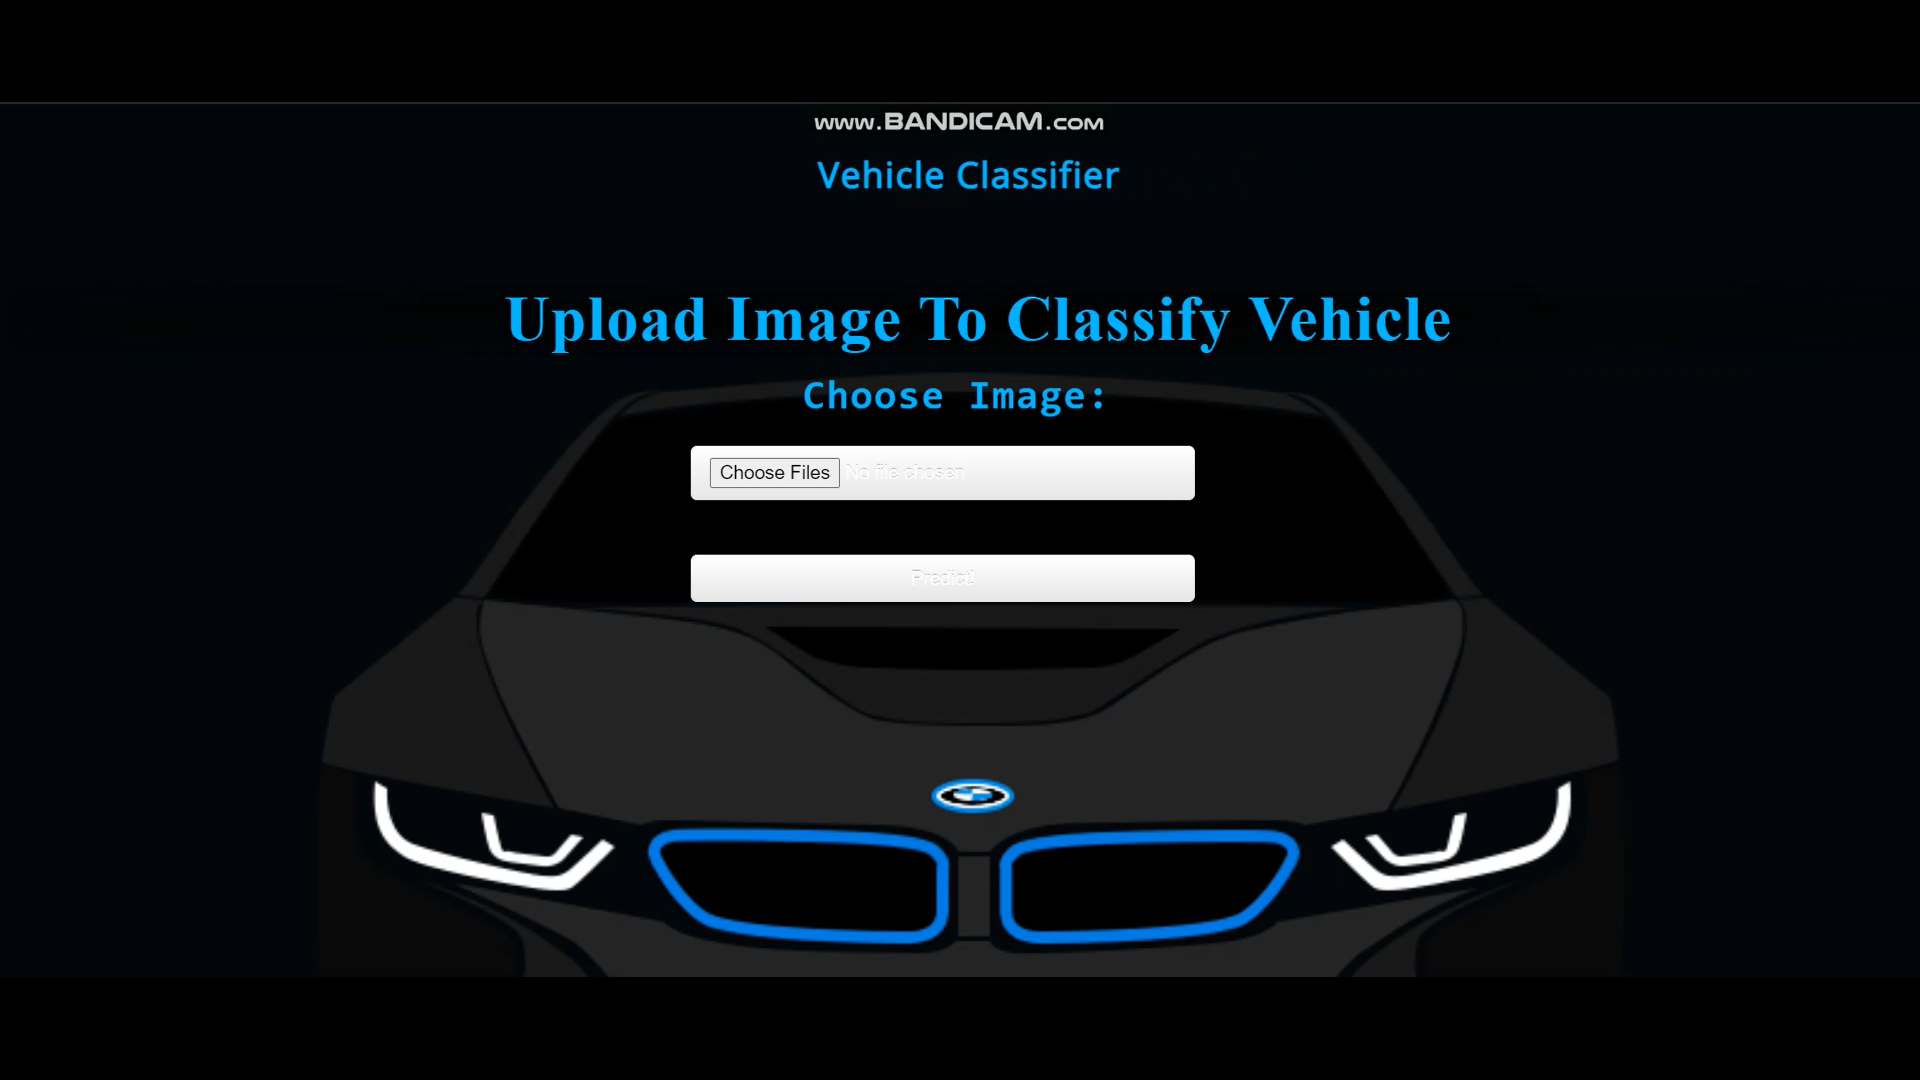 www.BANDICAM.com
Vehicle Classifier
Upload Image To Classify Vehicle
Choose Image:
Choose Files No file chosen
Predict!